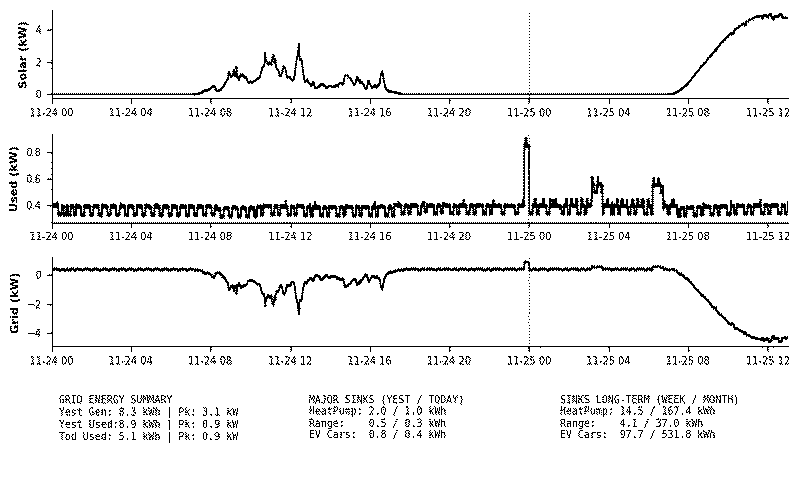 Solar (kW)
4
2
0
11-24 00 11-24 04 11-24 08 11-24 12 11-24 16 11-24 20 11-25 00 11-25 04 11-25 08 11-25 12
Used (kW)
0.8
0.6
0.4
11-24 00 11-24 04 11-24 08 11-24 12 11-24 16 11-24 20 11-25 00 11-25 04 11-25 08 11-25 12
Grid (kW)
0
−2
−4
11-24 00 11-24 04 11-24 08 11-24 12 11-24 16 11-24 20 11-25 00 11-25 04 11-25 08 11-25 12
GRID ENERGY SUMMARY
Yest Gen: 8.3 kWh | Pk: 3.1 kW
Yest Used:8.9 kWh | Pk: 0.9 kW
Tod Used: 5.1 kWh | Pk: 0.9 kW
MAJOR SINKS (YEST / TODAY)
HeatPump: 2.0 / 1.0 kWh
Range: 0.5 / 0.3 kWh
EV Cars: 0.8 / 0.4 kWh
SINKS LONG-TERM (WEEK / MONTH)
HeatPump: 14.5 / 167.4 kWh
Range: 4.1 / 37.0 kWh
EV Cars: 97.7 / 531.8 kWh